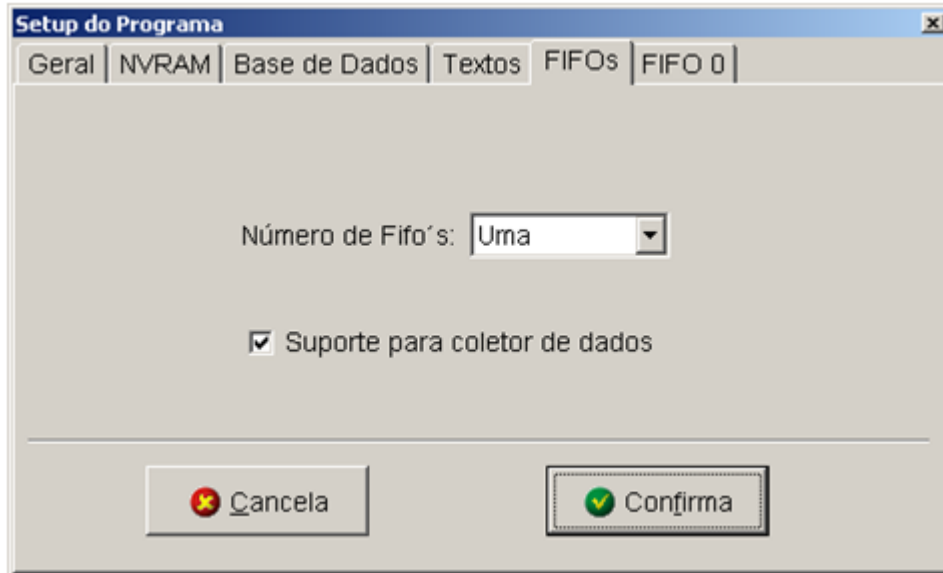 Setup do Programa
Geral NVRAM Base de Dados Textos FIFOs FIFO 0
Número de Fifo´s: Uma
Suporte para coletor de dados
Cancela Confirma